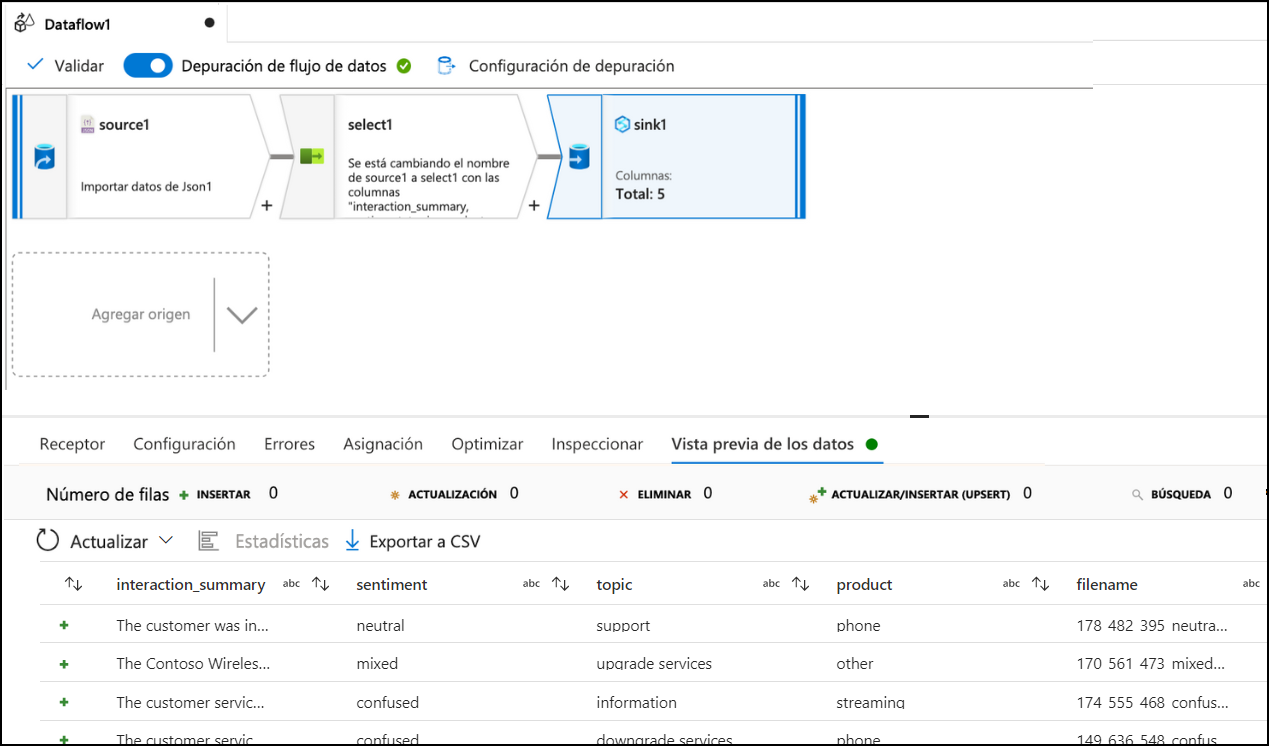 Dataflow1
Validar Depuración de flujo de datos Configuración de depuración
source1
Importar datos de Json1
+
select1
Se está cambiando el nombre
de source1 a select1 con las
columnas
"interaction_summary,
+
sink1
Columnas:
Total: 5
Agregar origen
Receptor Configuración Errores Asignación Optimizar Inspeccionar Vista previa de los datos
Número de filas + INSERTAR 0 ACTUALIZACIÓN 0 ELIMINAR 0 ACTUALIZAR/INSERTAR (UPSERT) 0 BÚSQUEDA 0
Actualizar Estadísticas Exportar a CSV
interaction_summary abc sentiment abc topic abc product abc filename abc
+ The customer was in... neutral support phone 178 482 395 neutra...
+ The Contoso Wireles... mixed upgrade services other 170 561 473 mixed...
+ The customer servic... confused information streaming 174 555 468 confus...
+ The customer servic confused downgrade services phone 149 636 548 confus